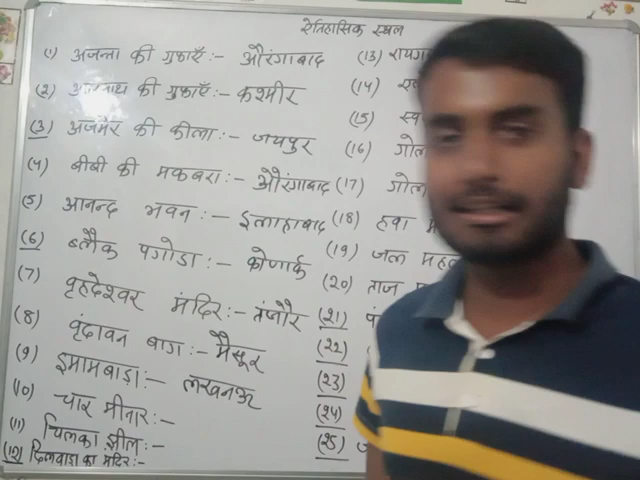 ऐतिहासिक स्थल
(1) अजन्ता की गुफाएँ:- औरंगाबाद
(2) अमरनाथ की गुफाएँ:- कश्मीर
(3) अजमेर की कीला:- जयपुर
(4) बीबी की मकबरा:- औरंगाबाद
(5) आनन्द भवन:- इलाहाबाद
(6) ब्लैक पगोडा:- कोणार्क
(7) वृहदेश्वर मंदिर:- तंजौर
(8) वृंदावन बाग:- मैसूर
(9) इमामबाड़ा:- लखनऊ
(10) चार मीनार:-
(11) चिलका झील:-
(12) दिलवाड़ा का मंदिर:-
(13) रायग
(14)
(15) स्व
(16) गोल
(17) गोल
(18) हवा म
(19) जल महल
(20) ताज
(21)
(22)
(23)
(24)
(25)